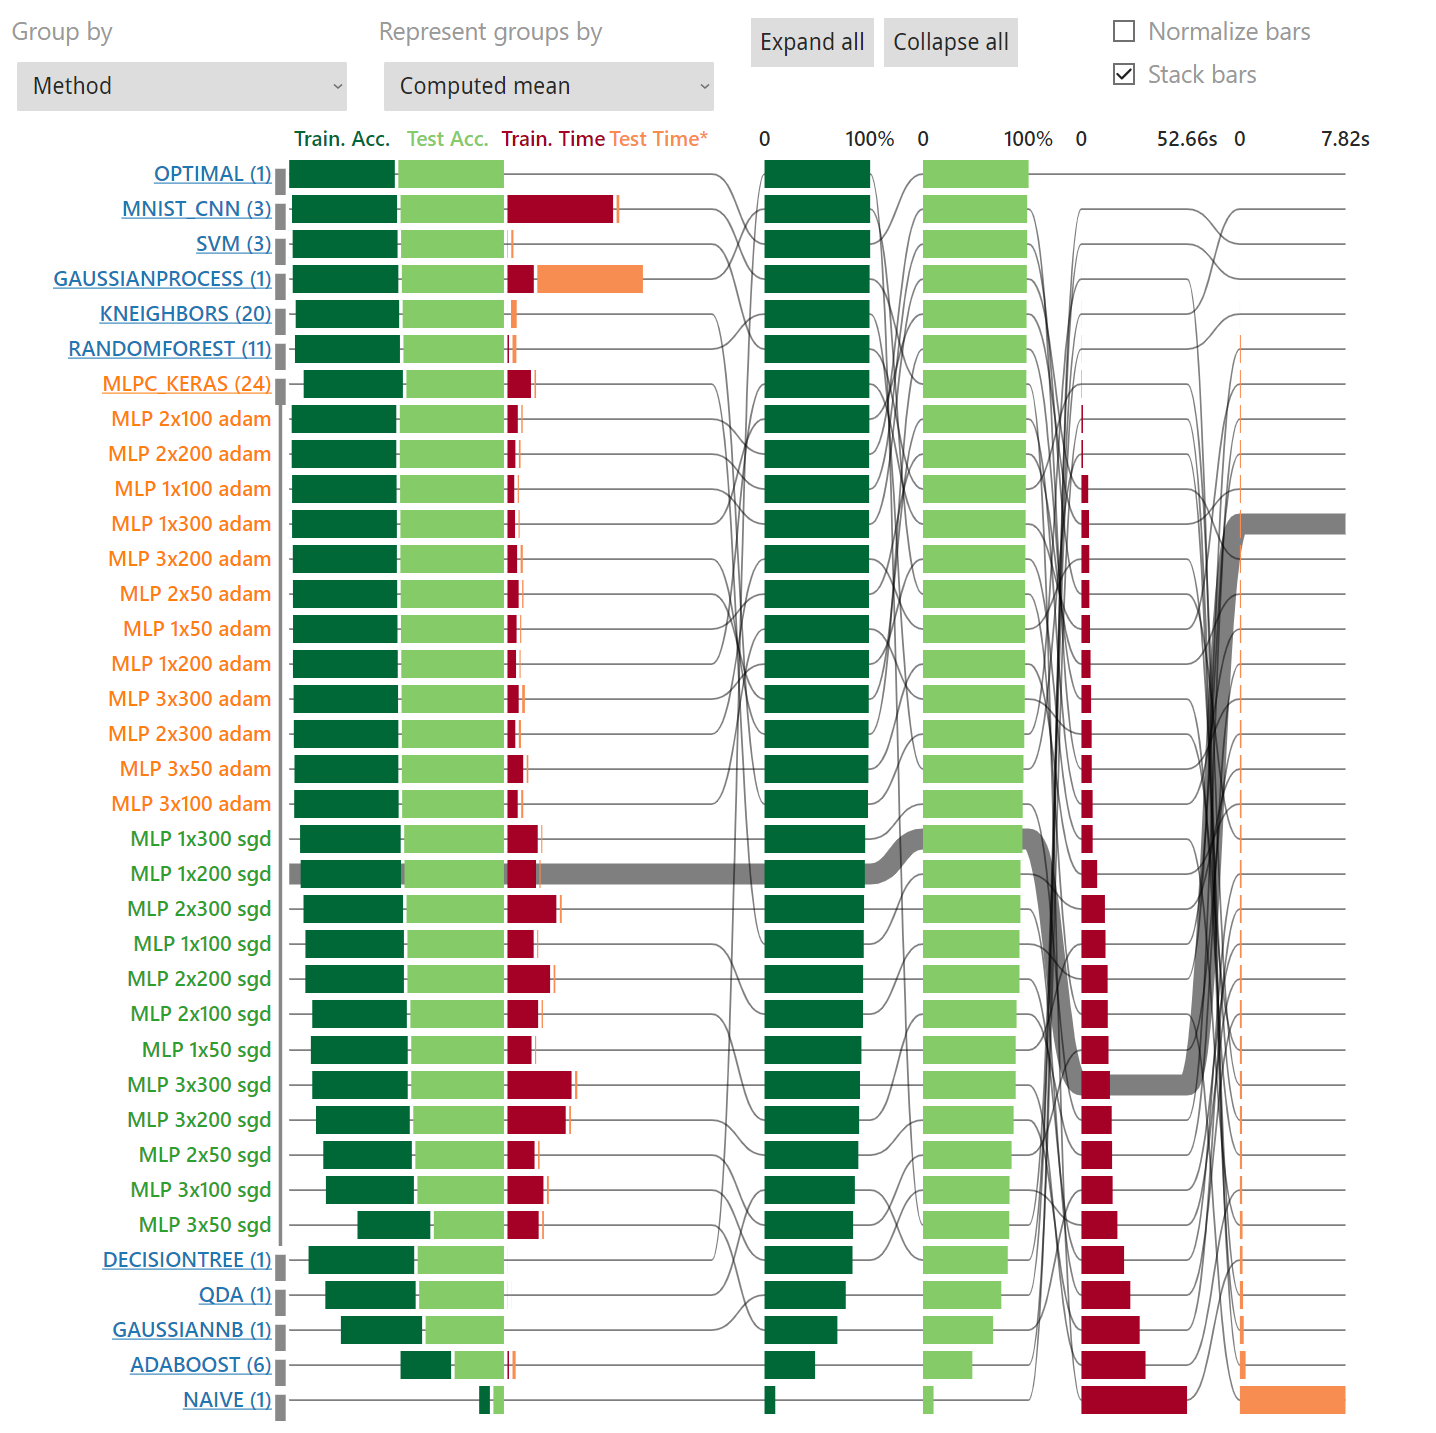 Group by
Represent groups by
Expand all
Collapse all
Normalize bars
Stack bars
Method
Computed mean
Train. Acc. Test Acc. Train. Time Test Time* 0 100% 0 100% 0 52.66s 0 7.82s
OPTIMAL (1)
MNIST_CNN (3)
SVM (3)
GAUSSIANPROCESS (1)
KNEIGHBORS (20)
RANDOMFOREST (11)
MLPC_KERAS (24)
MLP 2x100 adam
MLP 2x200 adam
MLP 1x100 adam
MLP 1x300 adam
MLP 3x200 adam
MLP 2x50 adam
MLP 1x50 adam
MLP 1x200 adam
MLP 3x300 adam
MLP 2x300 adam
MLP 3x50 adam
MLP 3x100 adam
MLP 1x300 sgd
MLP 1x200 sgd
MLP 2x300 sgd
MLP 1x100 sgd
MLP 2x200 sgd
MLP 2x100 sgd
MLP 1x50 sgd
MLP 3x300 sgd
MLP 3x200 sgd
MLP 2x50 sgd
MLP 3x100 sgd
MLP 3x50 sgd
DECISIONTREE (1)
QDA (1)
GAUSSIANNB (1)
ADABOOST (6)
NAIVE (1)